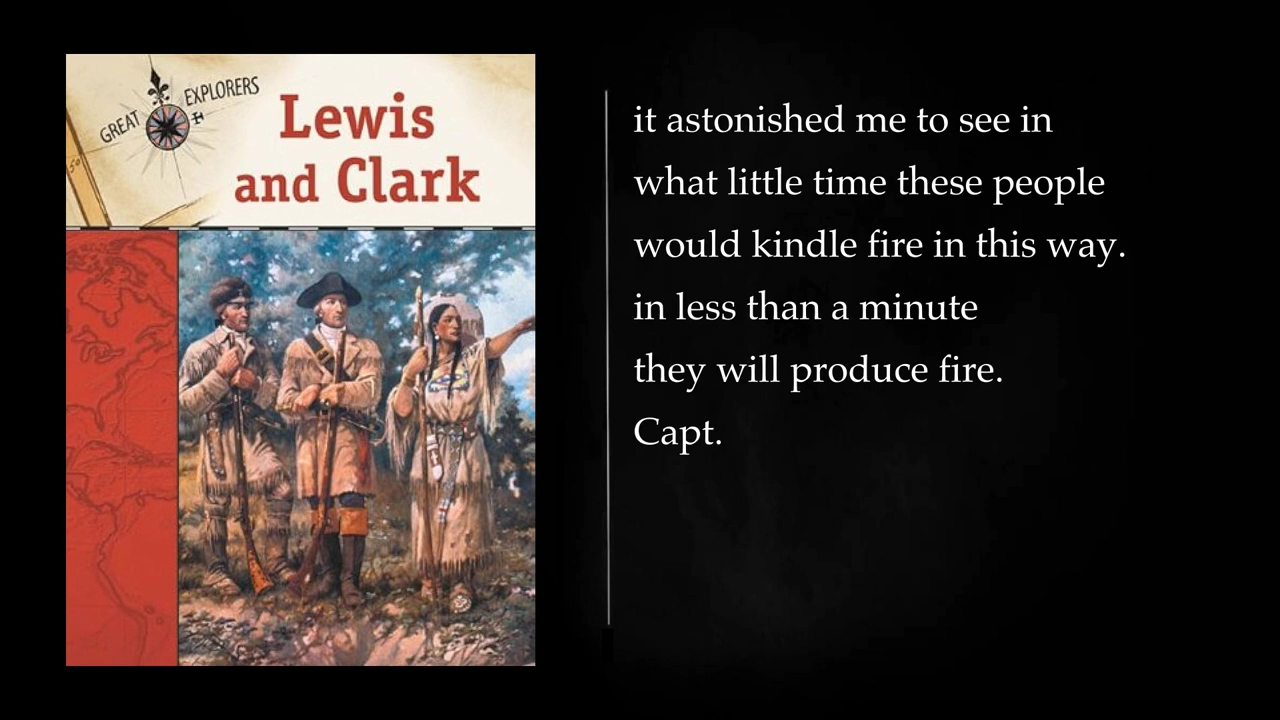 GREAT EXPLORERS
Lewis
and Clark
50
it astonished me to see in
what little time these people
would kindle fire in this way.
in less than a minute
they will produce fire.
Capt.